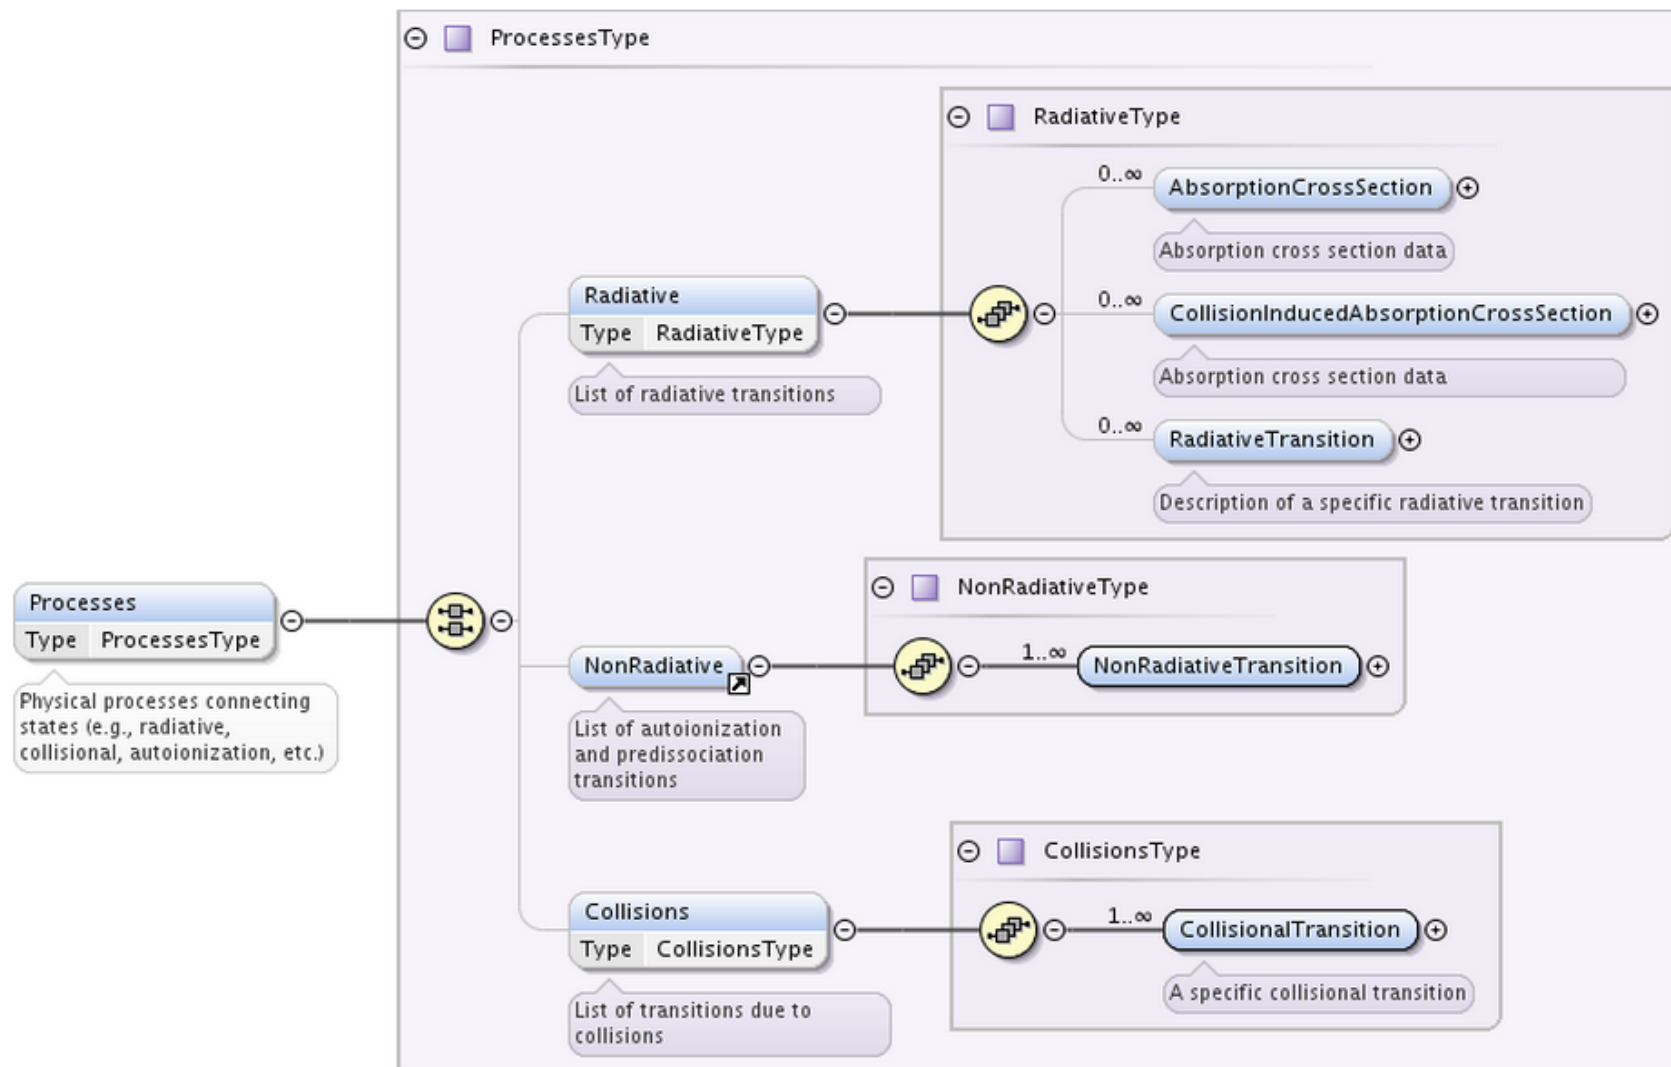 ProcessesType
RadiativeType
0..∞
AbsorptionCrossSection
Absorption cross section data
Radiative
Type RadiativeType
List of radiative transitions
0..∞
CollisionInducedAbsorptionCrossSection
Absorption cross section data
0..∞
RadiativeTransition
Description of a specific radiative transition
Processes
Type ProcessesType
Physical processes connecting
states (e.g., radiative,
collisional, autoionization, etc.)
NonRadiativeType
NonRadiative
1..∞
NonRadiativeTransition
List of autoionization
and predissociation
transitions
CollisionsType
Collisions
Type CollisionsType
List of transitions due to
collisions
1..∞
CollisionalTransition
A specific collisional transition